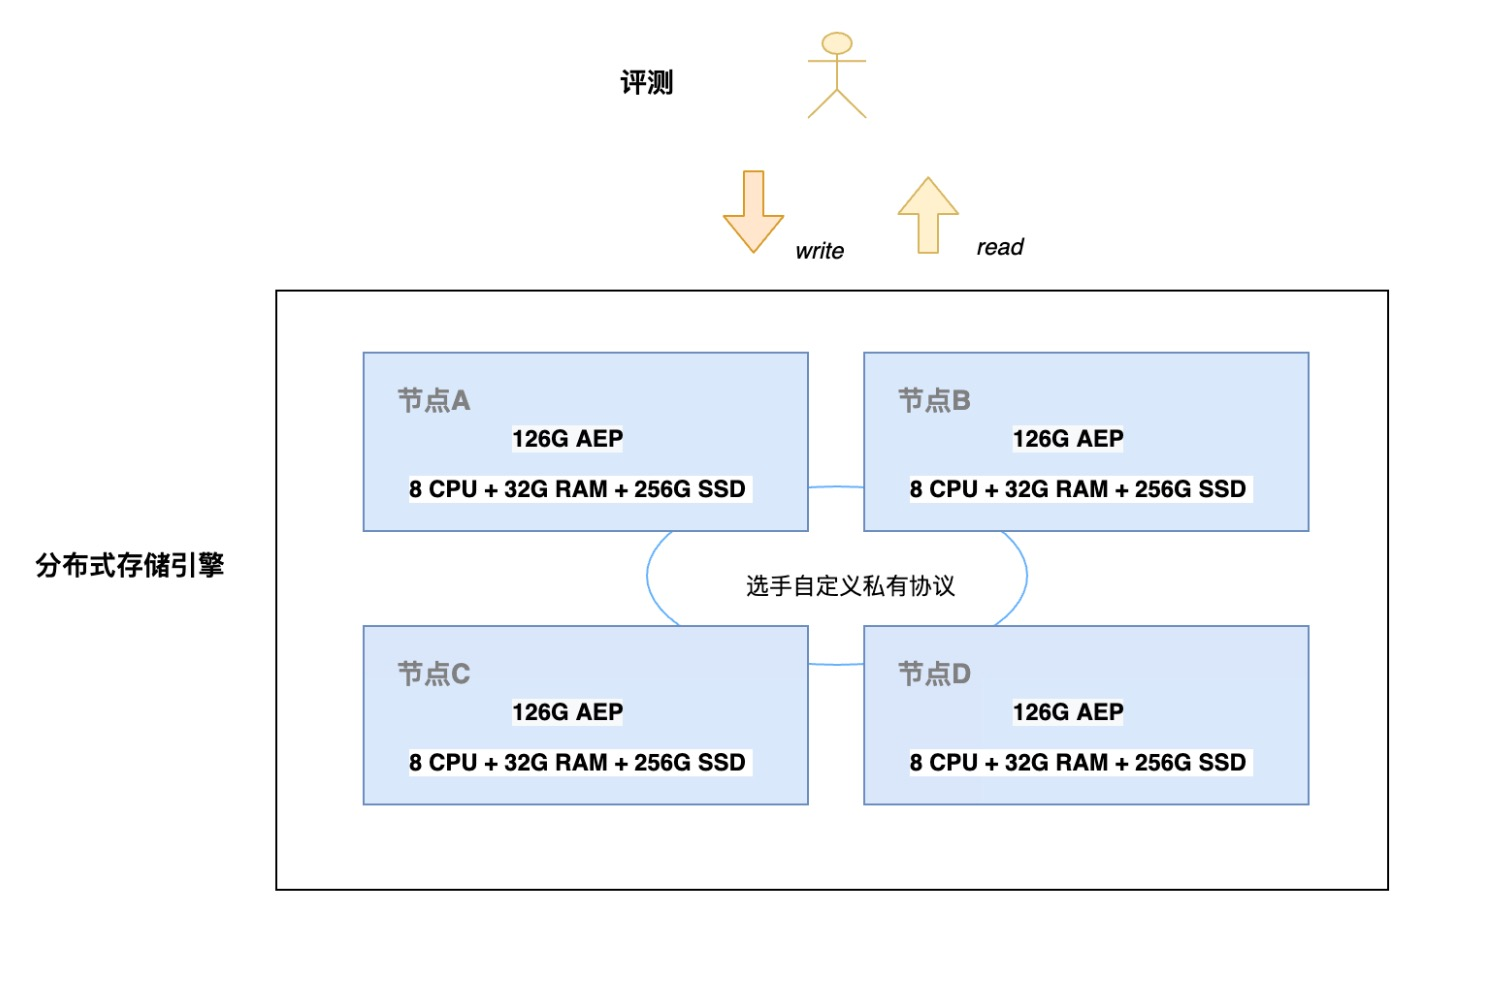 评测
write
read
节点A
126G AEP
8 CPU + 32G RAM + 256G SSD
节点B
126G AEP
8 CPU + 32G RAM + 256G SSD
分布式存储引擎
选手自定义私有协议
节点C
126G AEP
8 CPU + 32G RAM + 256G SSD
节点D
126G AEP
8 CPU + 32G RAM + 256G SSD